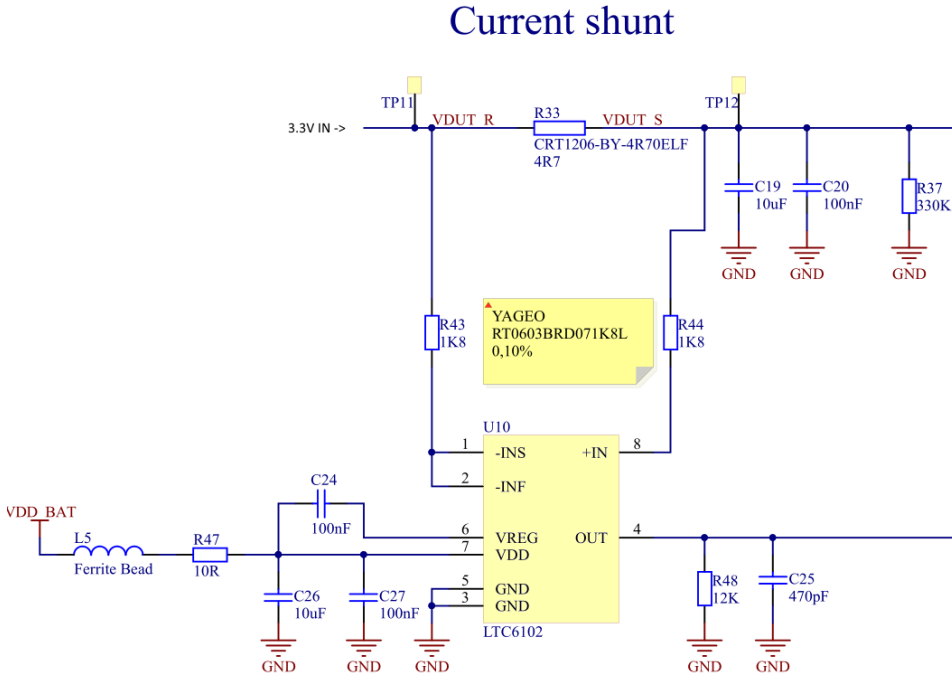 Current shunt
TP11
TP12
3.3V IN ->
VDUT_R
R33
VDUT_S
CRT1206-BY-4R70ELF
4R7
C19
10uF
C20
100nF
R37
330K
GND
GND
GND
R43
1K8
YAGEO
RT0603BRD071K8L
0,10%
R44
1K8
U10
1
-INS
+IN
8
2
-INF
C24
100nF
VDD_BAT
L5
Ferrite Bead
R47
10R
6
VREG
7
VDD
OUT
4
5
GND
3
GND
LTC6102
C26
10uF
C27
100nF
R48
12K
C25
470pF
GND
GND
GND
GND
GND